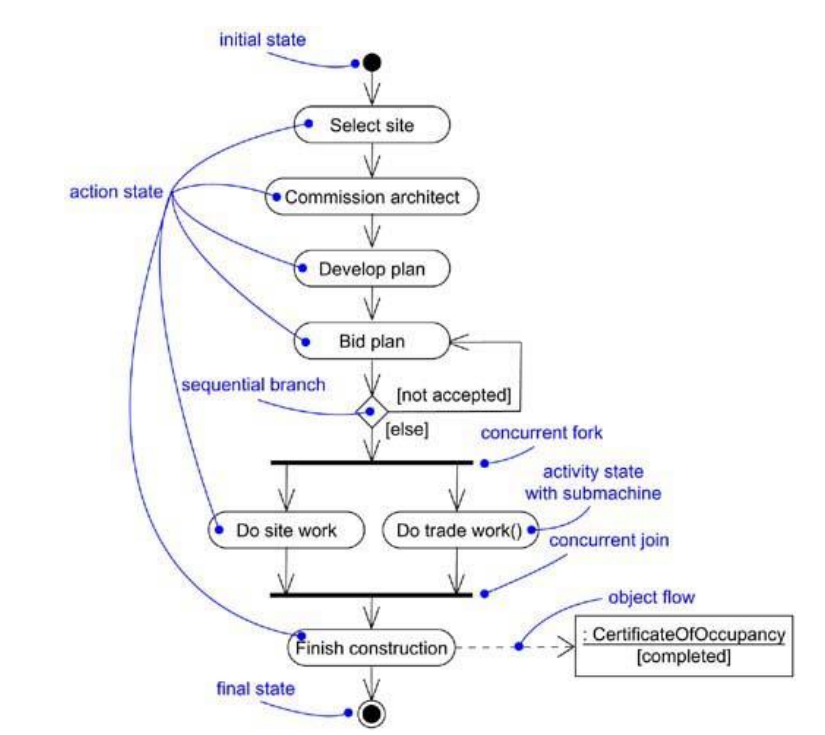 initial state
Select site
action state
Commission architect
Develop plan
Bid plan
sequential branch
[not accepted]
[else]
concurrent fork
activity state
with submachine
Do site work
Do trade work()
concurrent join
object flow
: CertificateOfOccupancy
[completed]
Finish construction
final state